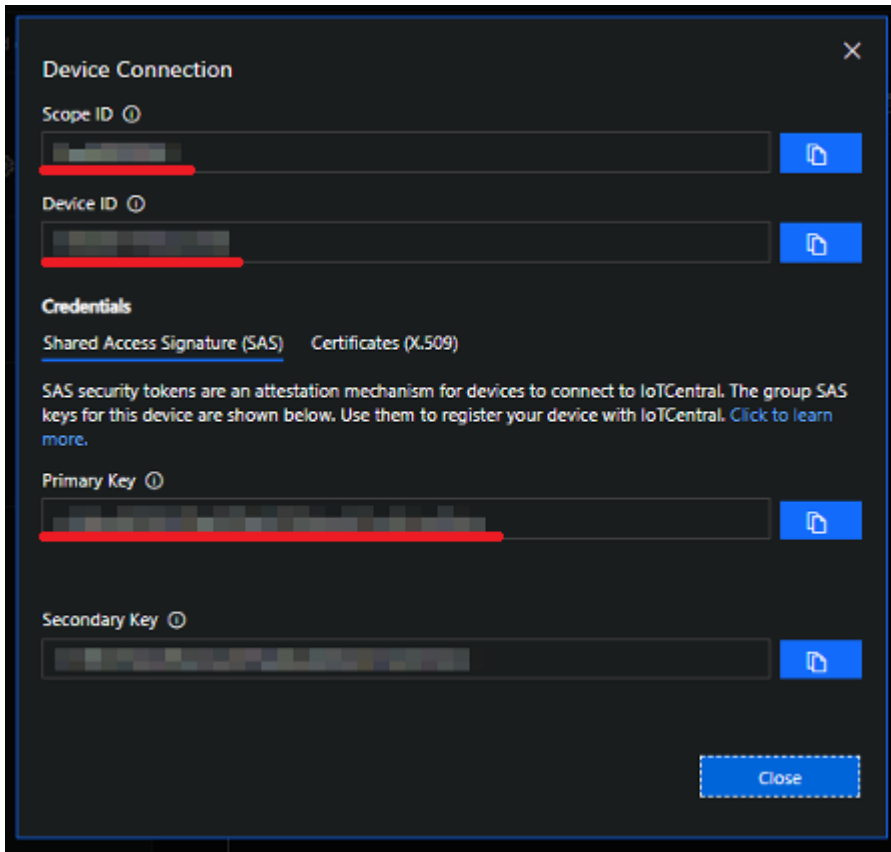 Device Connection
Scope ID
Device ID
Credentials
Shared Access Signature (SAS) Certificates (X.509)
SAS security tokens are an attestation mechanism for devices to connect to IoTCentral. The group SAS
keys for this device are shown below. Use them to register your device with IoTCentral. Click to learn
more.
Primary Key
Secondary Key
Close